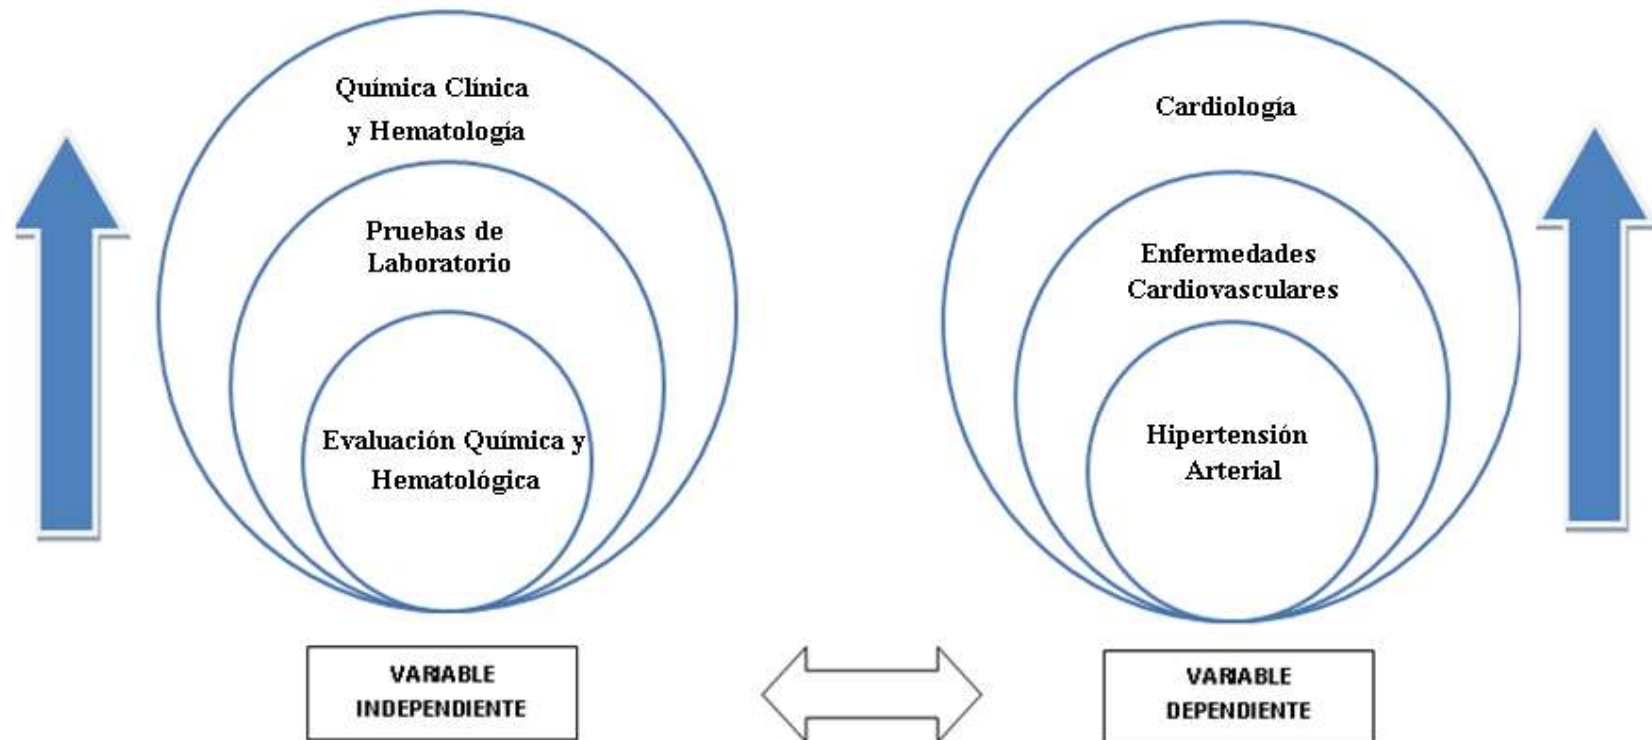 Química Clínica
y Hematología
Pruebas de
Laboratorio
Evaluación Química y
Hematológica
VARIABLE
INDEPENDIENTE
Cardiología
Enfermedades
Cardiovasculares
Hipertensión
Arterial
VARIABLE
DEPENDIENTE